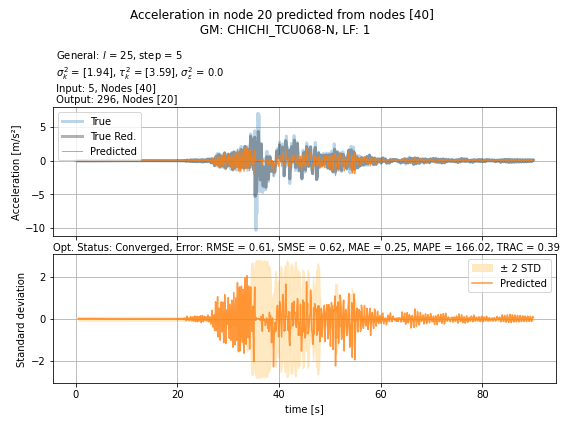 Acceleration in node 20 predicted from nodes [40]
GM: CHICHI_TCU068-N, LF: 1
General: l = 25, step = 5
σ²ₖ = [1.94], τ²ₖ = [3.59], σ²ε = 0.0
Input: 5, Nodes [40]
Output: 296, Nodes [20]
True
True Red.
Predicted
Acceleration [m/s²]
5
0
−5
−10
Opt. Status: Converged, Error: RMSE = 0.61, SMSE = 0.62, MAE = 0.25, MAPE = 166.02, TRAC = 0.39
± 2 STD
Predicted
Standard deviation
2
0
−2
0 20 40 60 80
time [s]